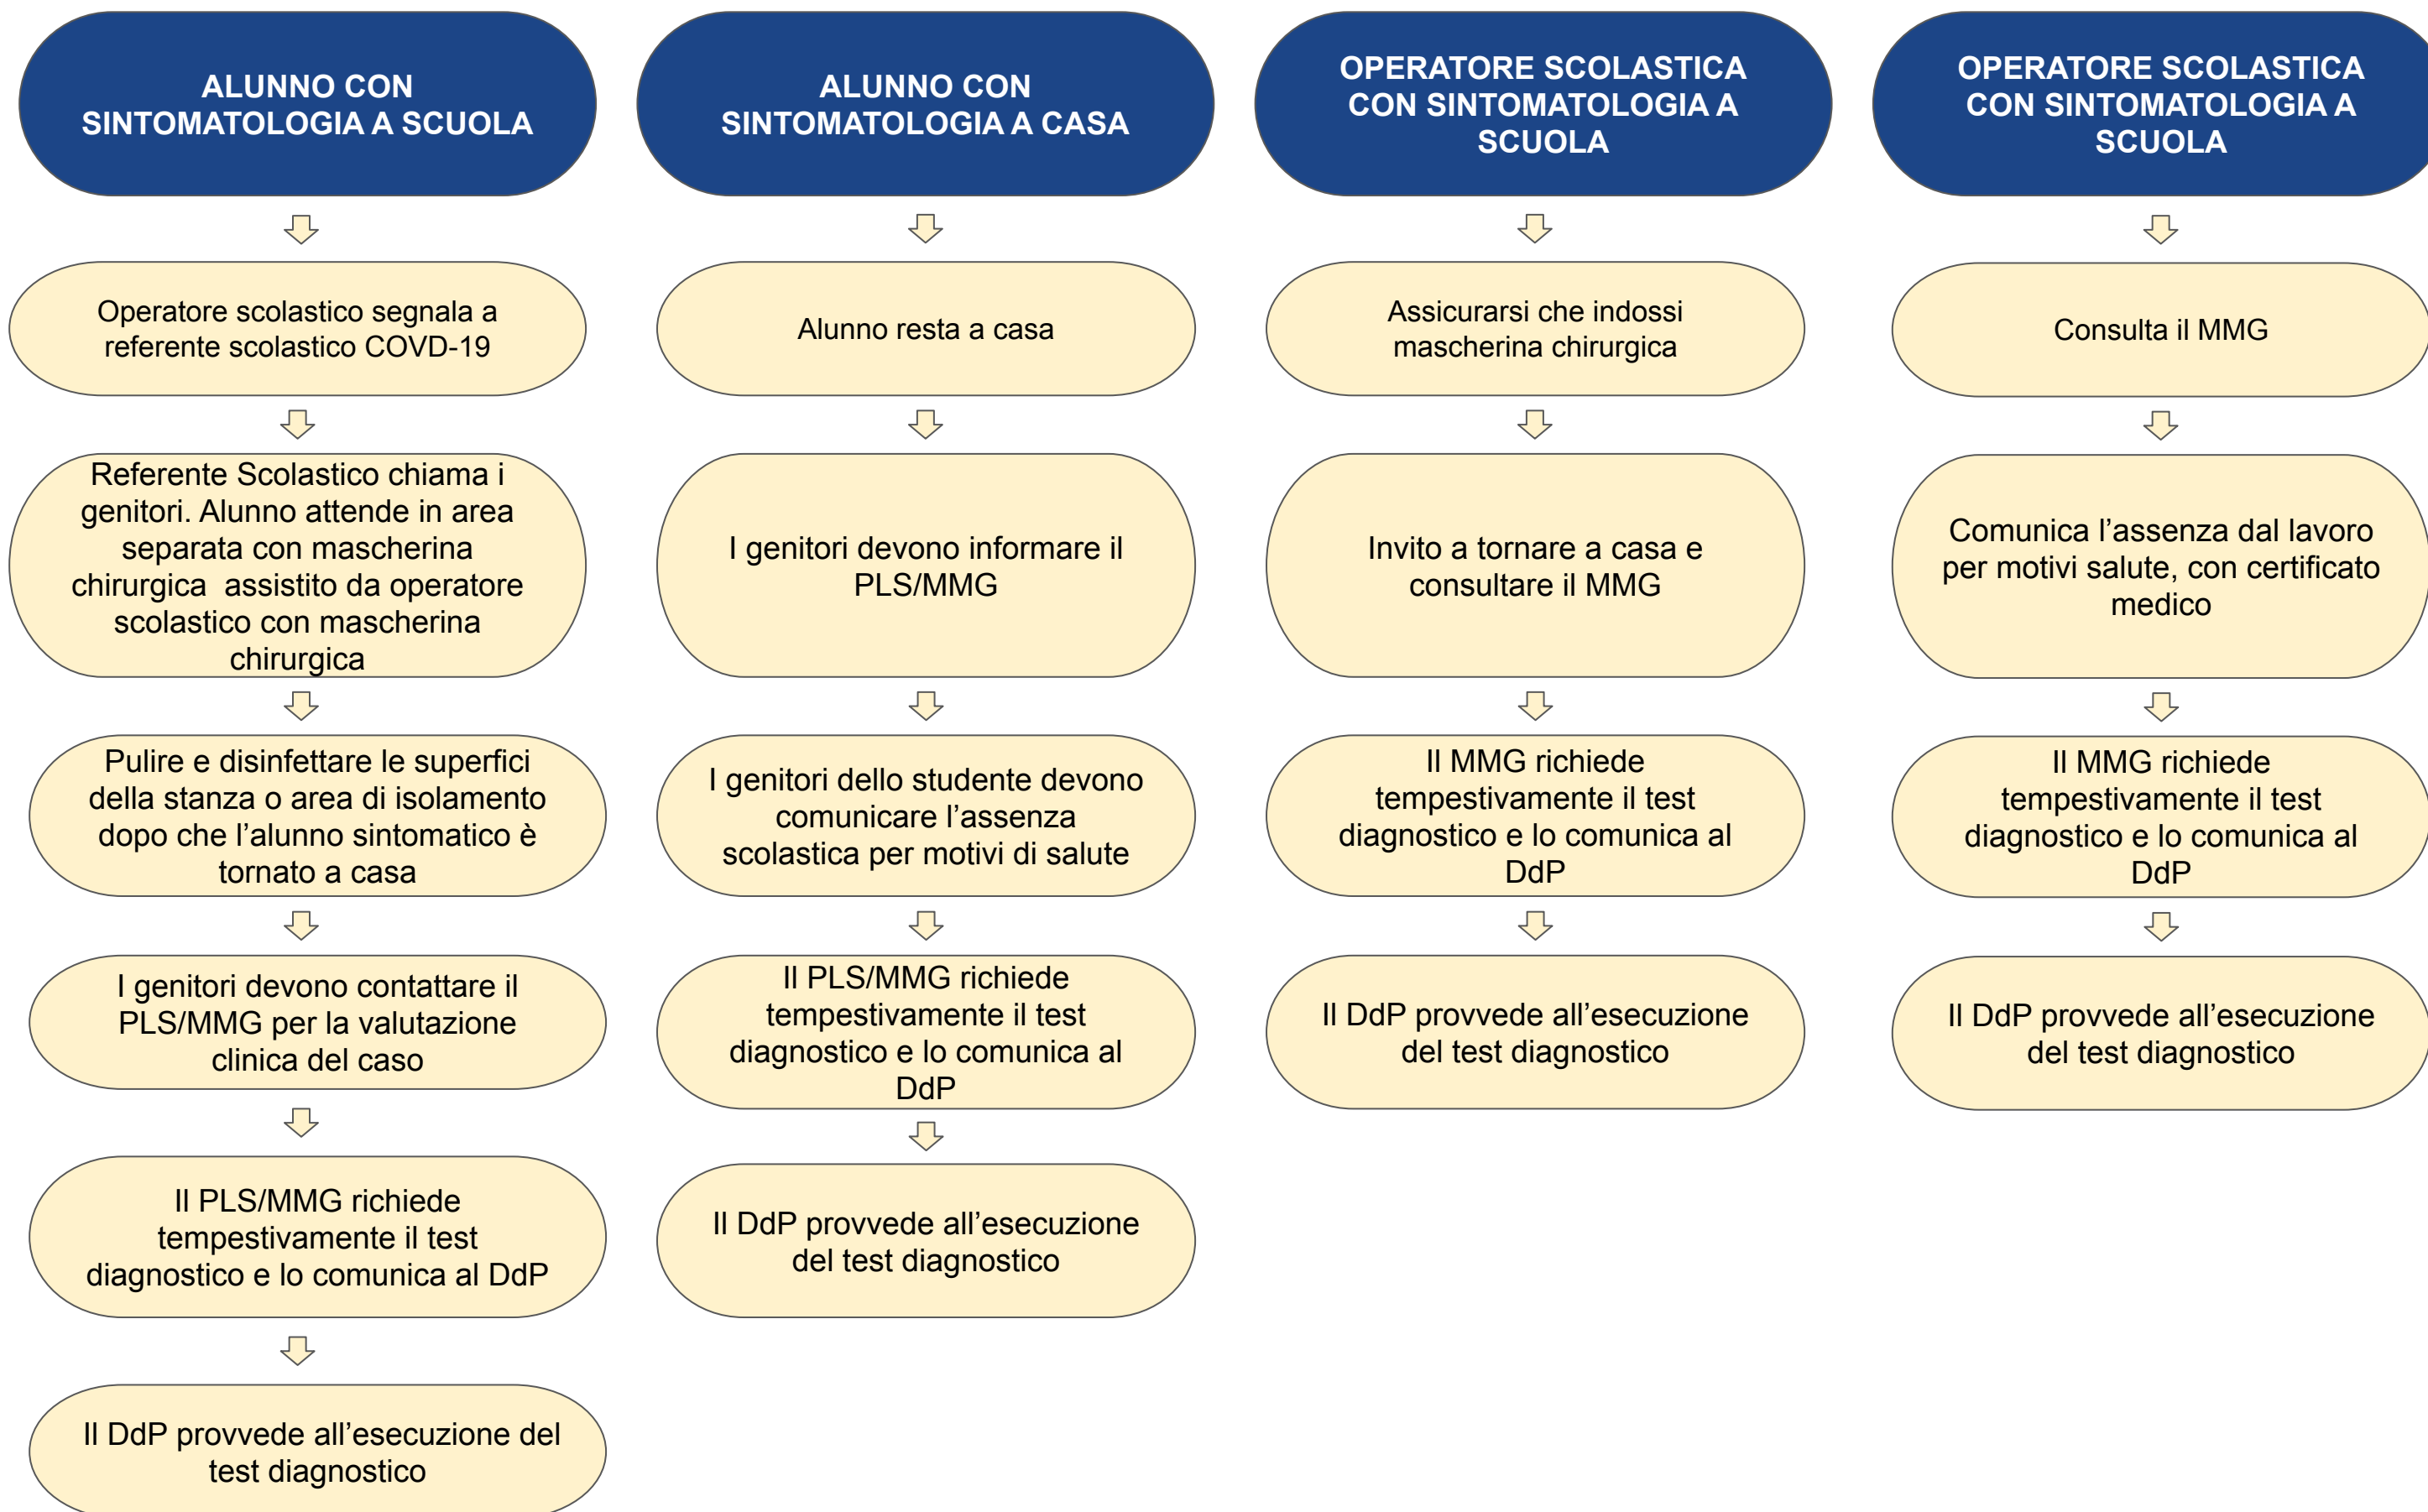 ALUNNO CON
SINTOMATOLOGIA A SCUOLA
Operatore scolastico segnala a
referente scolastico COVD-19
Referente Scolastico chiama i
genitori. Alunno attende in area
separata con mascherina
chirurgica  assistito da operatore
scolastico con mascherina
chirurgica
Pulire e disinfettare le superfici
della stanza o area di isolamento
dopo che l’alunno sintomatico è
tornato a casa
I genitori devono contattare il
PLS/MMG per la valutazione
clinica del caso
Il PLS/MMG richiede
tempestivamente il test
diagnostico e lo comunica al DdP
Il DdP provvede all’esecuzione del
test diagnostico
ALUNNO CON
SINTOMATOLOGIA A CASA
Alunno resta a casa
I genitori devono informare il
PLS/MMG
I genitori dello studente devono
comunicare l’assenza
scolastica per motivi di salute
Il PLS/MMG richiede
tempestivamente il test
diagnostico e lo comunica al
DdP
Il DdP provvede all’esecuzione
del test diagnostico
OPERATORE SCOLASTICA
CON SINTOMATOLOGIA A
SCUOLA
Assicurarsi che indossi
mascherina chirurgica
Invito a tornare a casa e
consultare il MMG
Il MMG richiede
tempestivamente il test
diagnostico e lo comunica al
DdP
Il DdP provvede all’esecuzione
del test diagnostico
OPERATORE SCOLASTICA
CON SINTOMATOLOGIA A
SCUOLA
Consulta il MMG
Comunica l’assenza dal lavoro
per motivi salute, con certificato
medico
Il MMG richiede
tempestivamente il test
diagnostico e lo comunica al
DdP
Il DdP provvede all’esecuzione
del test diagnostico